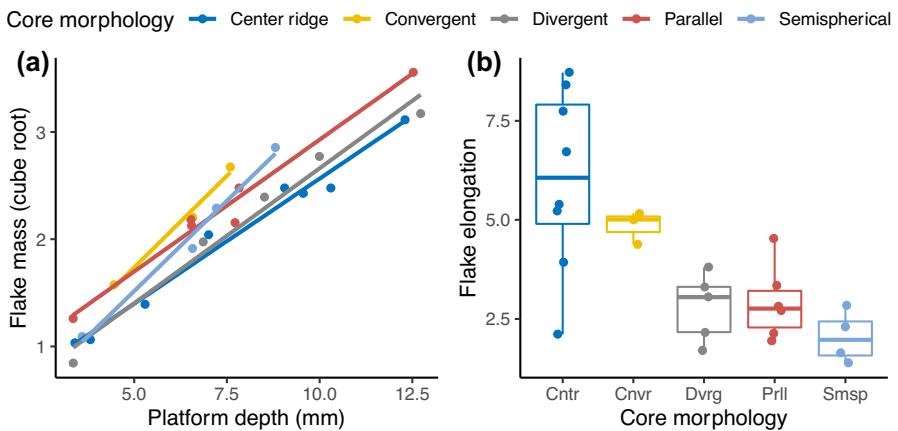 Core morphology Center ridge Convergent Divergent Parallel Semispherical
(a)
Flake mass (cube root)
3
2
1
5.0 7.5 10.0 12.5
Platform depth (mm)
(b)
Flake elongation
7.5
5.0
2.5
Cntr Cnvr Dvrg Prll Smsp
Core morphology